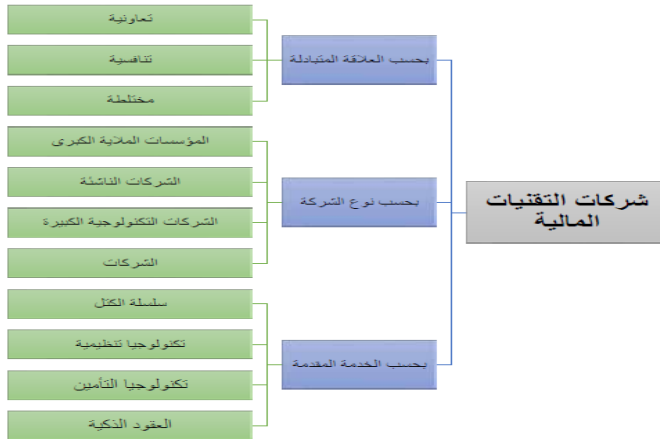 شركات التقنيات
المالية
بحسب العلاقة المتبادلة
تعاونية
تنافسية
مختلطة
بحسب نوع الشركة
المؤسسات الملاية الكبرى
الشركات الناشئة
الشركات التكنولوجية الكبيرة
الشركات
بحسب الخدمة المقدمة
سلسلة الكتل
تكنولوجيا تنظيمية
تكنولوجيا التأمين
العقود الذكية